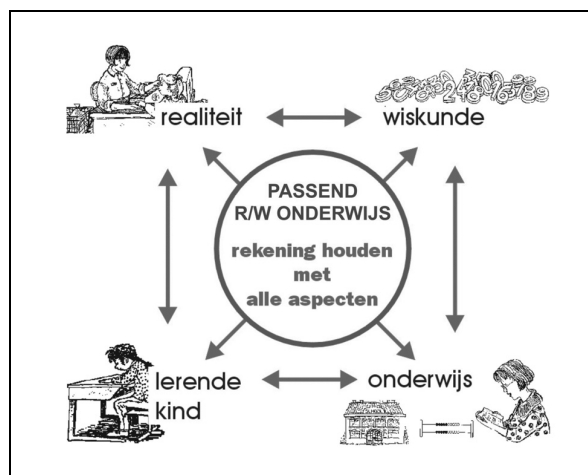 realiteit
wiskunde
PASSEND
R/W ONDERWIJS
rekening houden
met
alle aspecten
lerende
kind
onderwijs